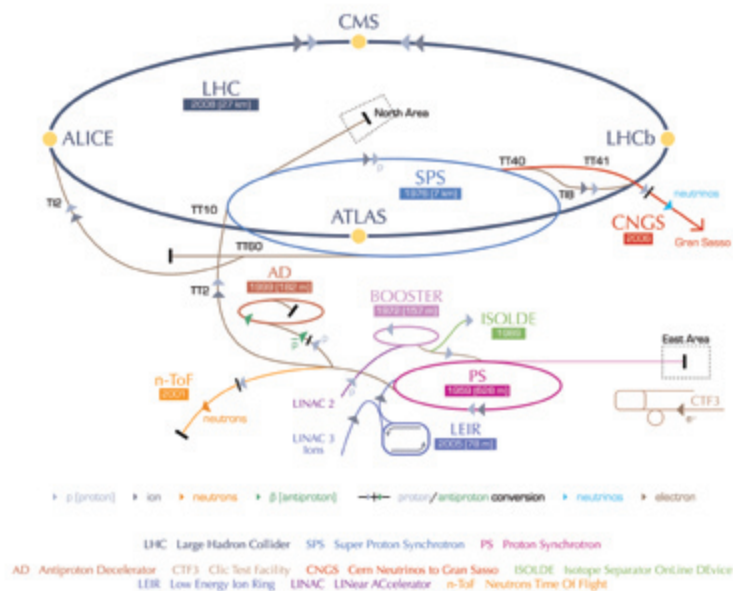 CMS
LHC
2008 (27 km)
North Area
ALICE
LHCb
TT40
TT41
SPS
1976 (7 km)
TI8
TI2
TT10
ATLAS
neutrinos
CNGS
2006
Gran Sasso
TT60
AD
1999 (182 m)
TT2
BOOSTER
1972 (157 m)
ISOLDE
1989
East Area
p
n-ToF
2001
neutrons
LINAC 2
PS
1959 (628 m)
CTF3
e-
LINAC 3
Ions
LEIR
2005 (78 m)
p (proton) ion neutrons p̄ (antiproton) proton/antiproton conversion neutrinos electron
LHC Large Hadron Collider SPS Super Proton Synchrotron PS Proton Synchrotron
AD Antiproton Decelerator CTF3 Clic Test Facility CNGS Cern Neutrinos to Gran Sasso ISOLDE Isotope Separator OnLine DEvice
LEIR Low Energy Ion Ring LINAC LINear ACcelerator n-ToF Neutrons Time Of Flight